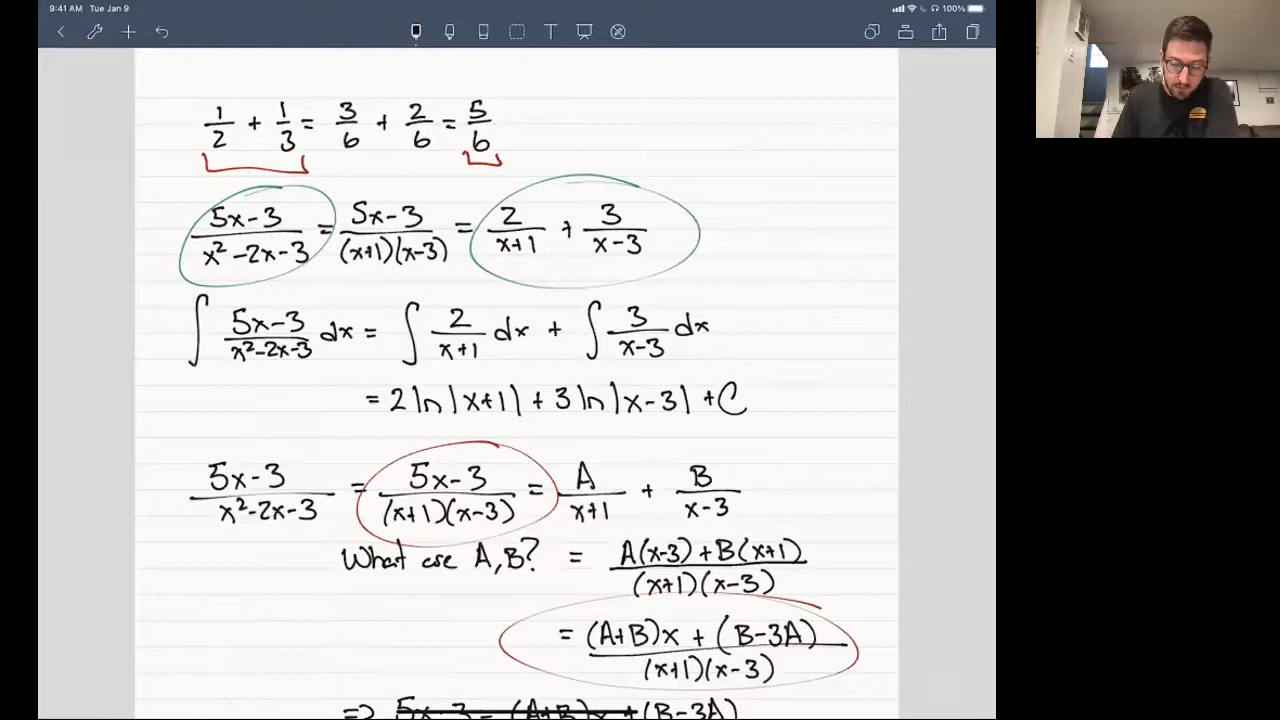 9:41 AM Tue Jan 9 100%
1/2 + 1/3 = 3/6 + 2/6 = 5/6
(5x-3)/(x²-2x-3) = (5x-3)/((x+1)(x-3)) = 2/(x+1) + 3/(x-3)
∫ (5x-3)/(x²-2x-3) dx = ∫ 2/(x+1) dx + ∫ 3/(x-3) dx
= 2 ln|x+1| + 3 ln|x-3| + C
(5x-3)/(x²-2x-3) = (5x-3)/((x+1)(x-3)) = A/(x+1) + B/(x-3)
What are A, B? = (A(x-3) + B(x+1))/((x+1)(x-3))
= ((A+B)x + (B-3A))/((x+1)(x-3))
=> 5x-3 = (A+B)x + (B-3A)